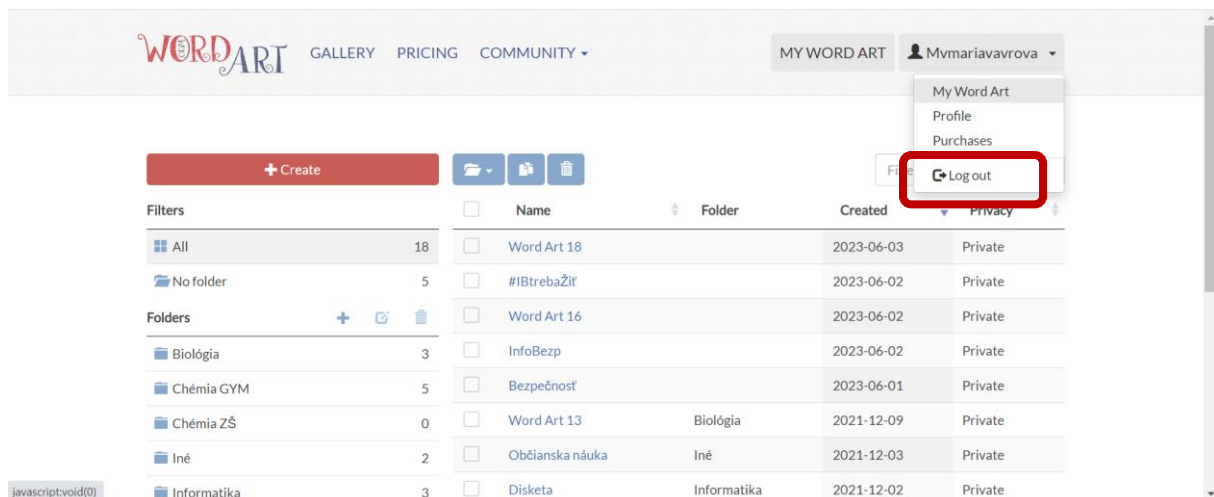 WORDART GALLERY PRICING COMMUNITY MY WORD ART Mvmariavavrova
My Word Art
Profile
Purchases
Log out
Create
Filters
All 18
No folder 5
Folders
Biológia 3
Chémia GYM 5
Chémia ZŠ 0
Iné 2
Informatika 3
Name Folder Created Privacy
Word Art 18 2023-06-03 Private
#IBtrebaŽiť 2023-06-02 Private
Word Art 16 2023-06-02 Private
InfoBezp 2023-06-02 Private
Bezpečnosť 2023-06-01 Private
Word Art 13 Biológia 2021-12-09 Private
Občianska náuka Iné 2021-12-03 Private
Disketa Informatika 2021-12-02 Private
javascript:void(0)